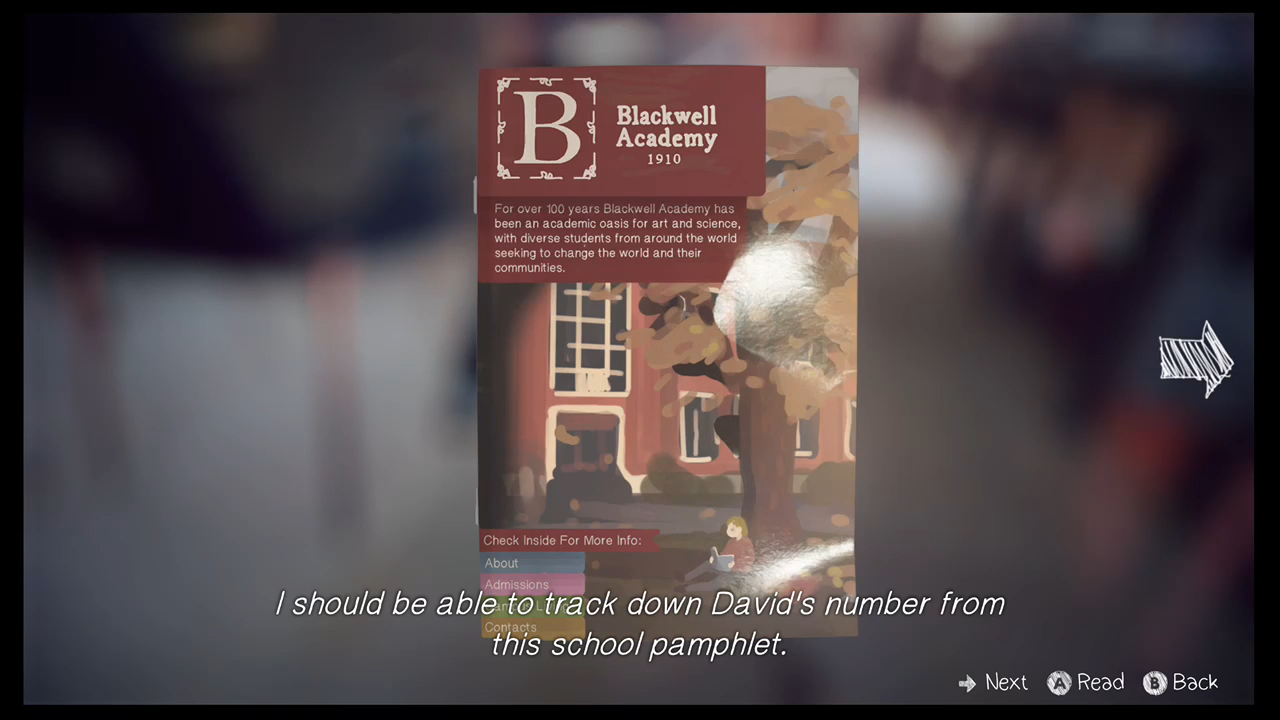 B
Blackwell
Academy
1910
For over 100 years Blackwell Academy has
been an academic oasis for art and science,
with diverse students from around the world
seeking to change the world and their
communities.
Check Inside For More Info:
About
Admissions
Contacts
I should be able to track down David's number from
this school pamphlet.
Next
A Read
B Back